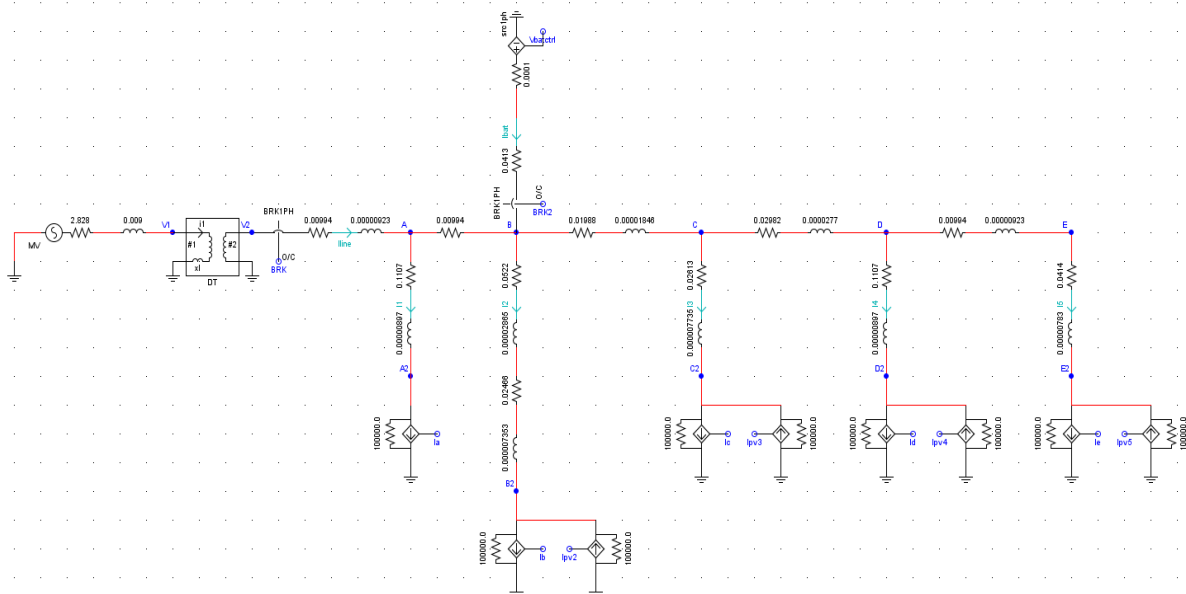 src1ph
Vbatctrl
0.0001
Ibat
0.0413
BRK1PH
O/C
BRK2
MV
2.828
0.009
V1
i1
#1
#2
xl
DT
V2
BRK1PH
O/C
BRK
0.00994
Iline
0.00000923
A
0.00994
B
0.01988
0.00001846
C
0.02982
0.0000277
D
0.00994
0.00000923
E
0.1107
I1
0.00000897
A2
100000.0
Ia
0.0522
I2
0.00002865
0.02466
0.000007353
B2
100000.0
Ib
Ipv2
100000.0
0.02613
I3
0.000007735
C2
100000.0
Ic
Ipv3
100000.0
0.1107
I4
0.00000897
D2
100000.0
Id
Ipv4
100000.0
0.0414
I5
0.00000783
E2
100000.0
Ie
Ipv5
100000.0